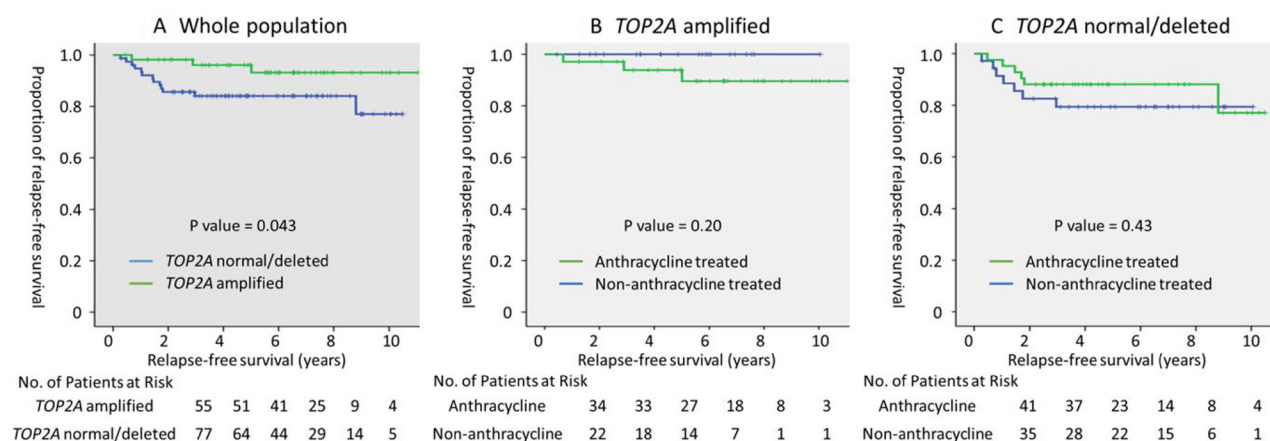 A Whole population
1.0
0.8
0.6
0.4
0.2
0
Proportion of relapse-free survival
P value = 0.043
TOP2A normal/deleted
TOP2A amplified
0 2 4 6 8 10
Relapse-free survival (years)
No. of Patients at Risk
TOP2A amplified 55 51 41 25 9 4
TOP2A normal/deleted 77 64 44 29 14 5
B TOP2A amplified
1.0
0.8
0.6
0.4
0.2
0
Proportion of relapse-free survival
P value = 0.20
Anthracycline treated
Non-anthracycline treated
0 2 4 6 8 10
Relapse-free survival (years)
No. of Patients at Risk
Anthracycline 34 33 27 18 8 3
Non-anthracycline 22 18 14 7 1 1
C TOP2A normal/deleted
1.0
0.8
0.6
0.4
0.2
0
Proportion of relapse-free survival
P value = 0.43
Anthracycline treated
Non-anthracycline treated
0 2 4 6 8 10
Relapse-free survival (years)
No. of Patients at Risk
Anthracycline 41 37 23 14 8 4
Non-anthracycline 35 28 22 15 6 1